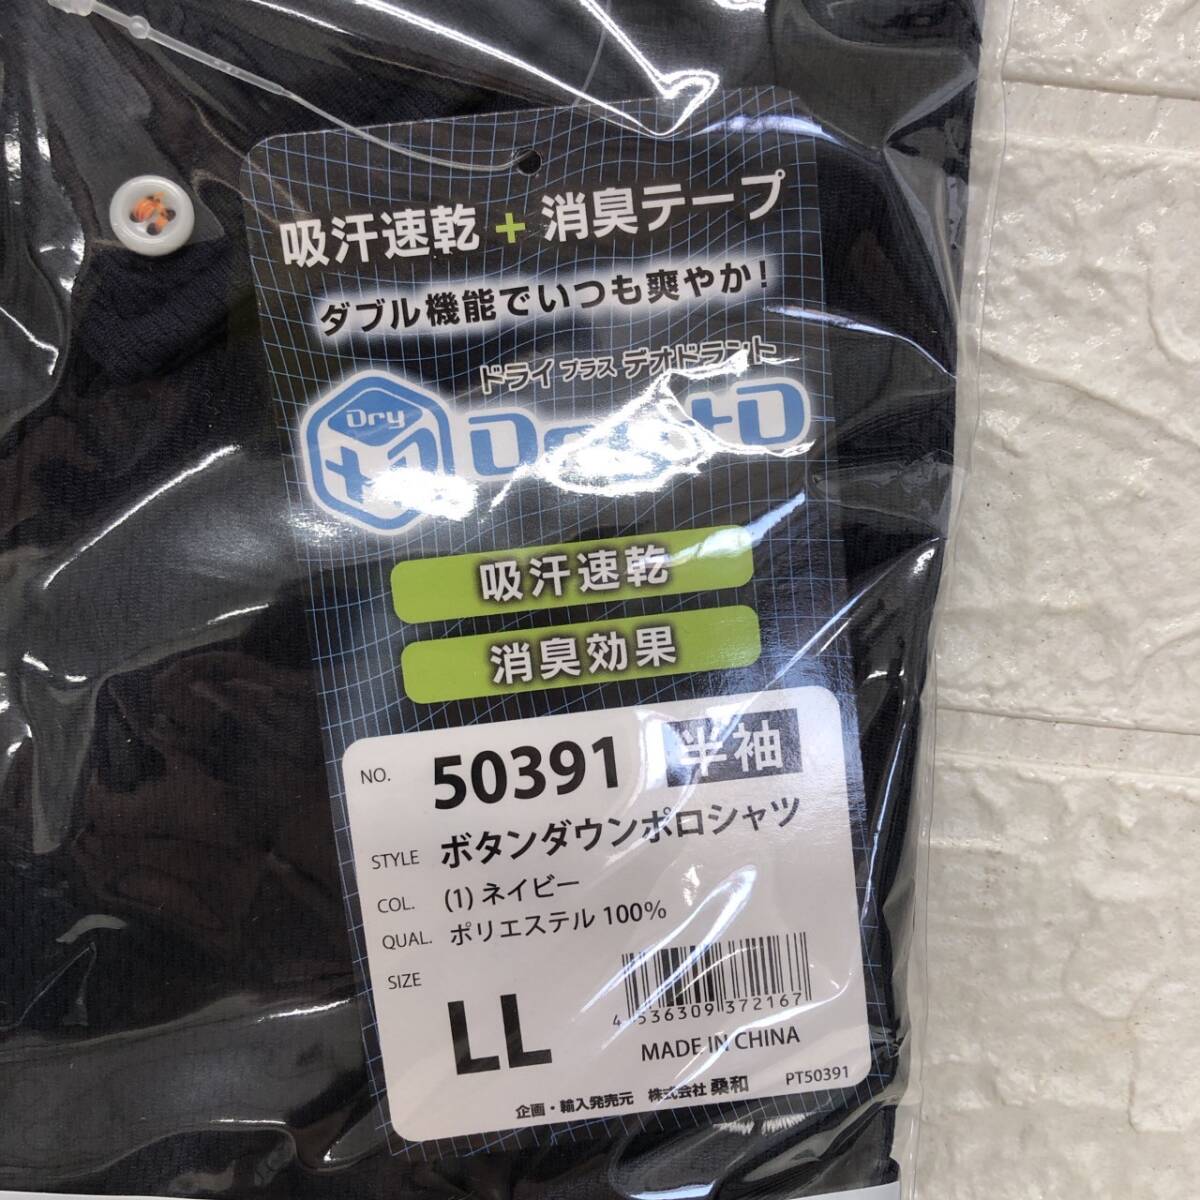 吸汗速乾 + 消臭テープ
ダブル機能でいつも爽やか!
ドライ プラス デオドラント
Dry
+D
吸汗速乾
消臭効果
NO. 50391 半袖
STYLE ボタンダウンポロシャツ
COL. (1) ネイビー
QUAL. ポリエステル 100%
SIZE LL
4 536309 372167
MADE IN CHINA
企画・輸入発売元 株式会社 桑和 PT50391